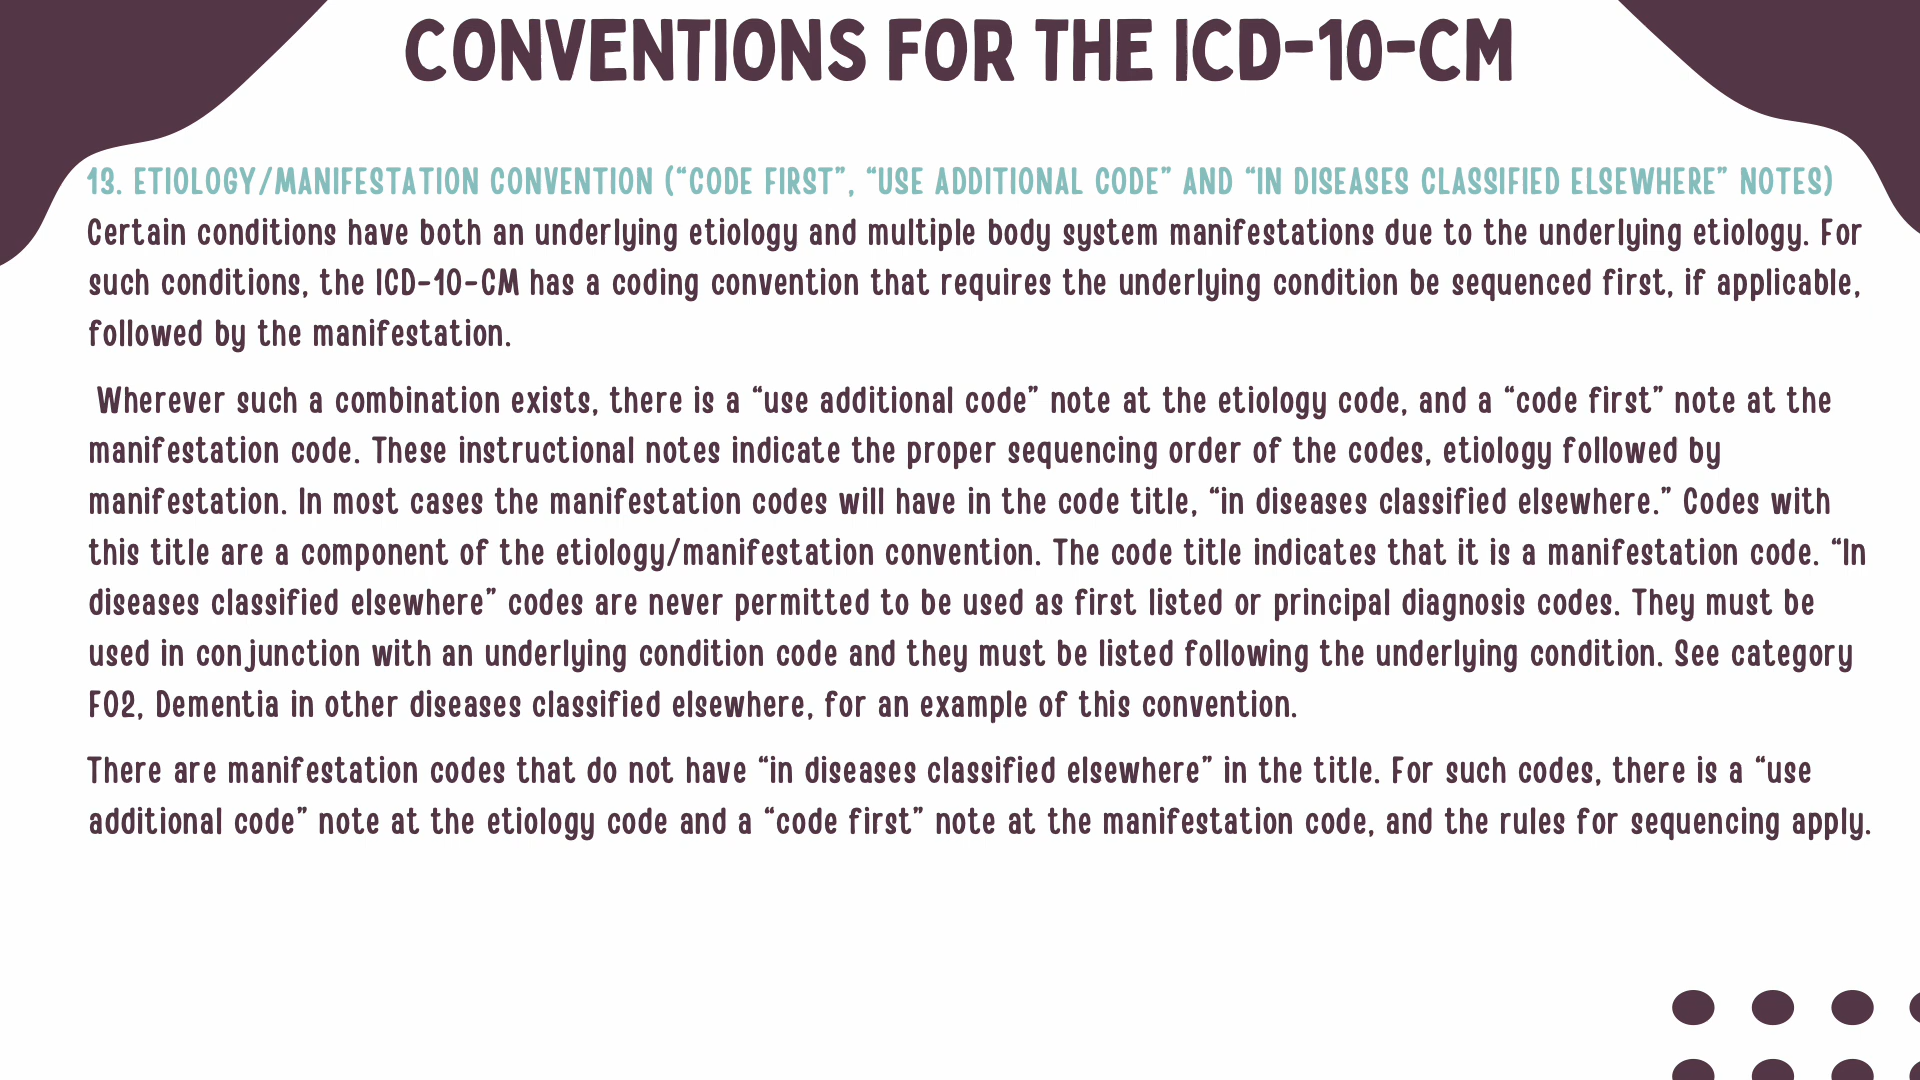 CONVENTIONS FOR THE ICD-10-CM
13. ETIOLOGY/MANIFESTATION CONVENTION (“CODE FIRST”, “USE ADDITIONAL CODE” AND “IN DISEASES CLASSIFIED ELSEWHERE” NOTES)
Certain conditions have both an underlying etiology and multiple body system manifestations due to the underlying etiology. For
such conditions, the ICD-10-CM has a coding convention that requires the underlying condition be sequenced first, if applicable,
followed by the manifestation.
Wherever such a combination exists, there is a “use additional code” note at the etiology code, and a “code first” note at the
manifestation code. These instructional notes indicate the proper sequencing order of the codes, etiology followed by
manifestation. In most cases the manifestation codes will have in the code title, “in diseases classified elsewhere.” Codes with
this title are a component of the etiology/manifestation convention. The code title indicates that it is a manifestation code. “In
diseases classified elsewhere” codes are never permitted to be used as first listed or principal diagnosis codes. They must be
used in conjunction with an underlying condition code and they must be listed following the underlying condition. See category
F02, Dementia in other diseases classified elsewhere, for an example of this convention.
There are manifestation codes that do not have “in diseases classified elsewhere” in the title. For such codes, there is a “use
additional code” note at the etiology code and a “code first” note at the manifestation code, and the rules for sequencing apply.